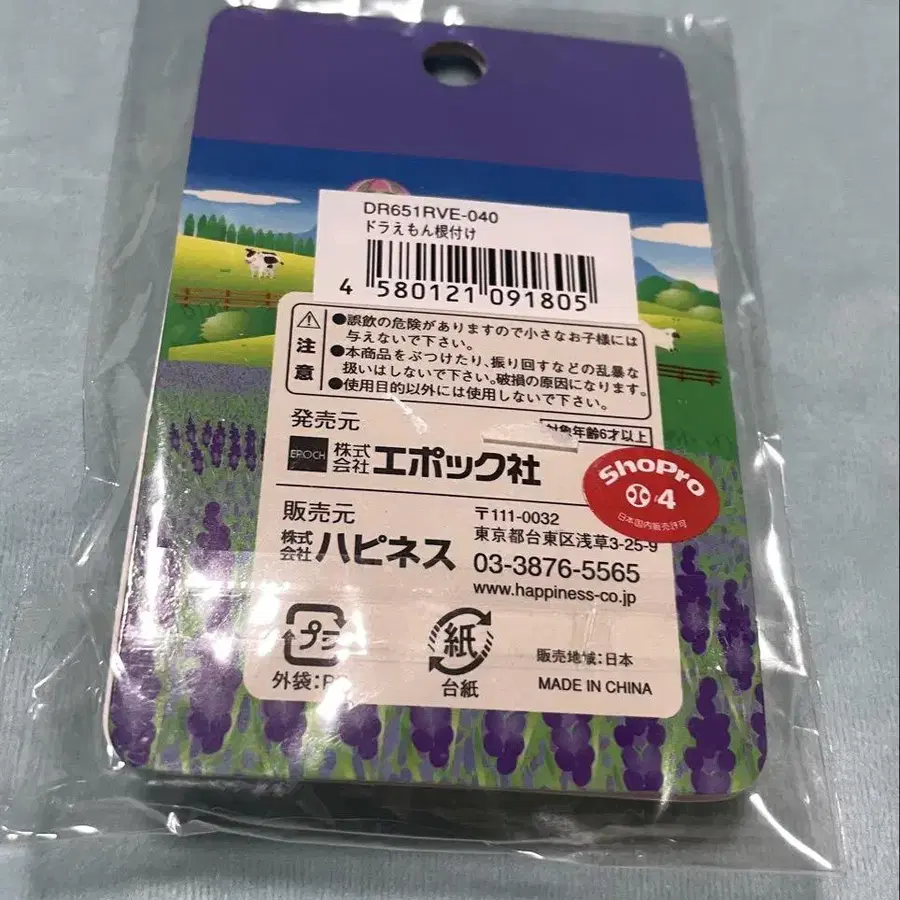 DR651RVE-040
ドラえもん根付け
4 580121 091805
注意
●誤飲の危険がありますので小さなお子様には
与えないで下さい。
●本商品をぶつけたり、振り回すなどの乱暴な
扱いはしないで下さい。破損の原因になります。
●使用目的以外には使用しないで下さい。
対象年齢6才以上
発売元
EPOCH 株式会社エポック社
ShoPro
4
日本国内販売許可
販売元
株式会社ハピネス
〒111-0032
東京都台東区浅草3-25-9
03-3876-5565
www.happiness-co.jp
プラ
外袋:P
紙
台紙
販売地域:日本
MADE IN CHINA